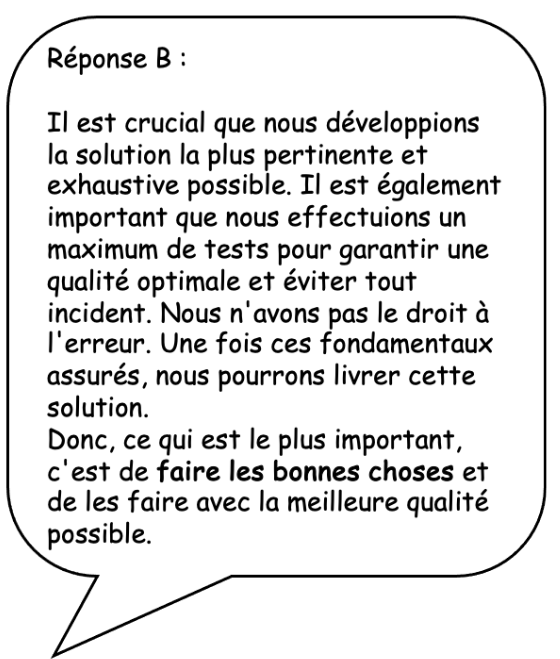 Réponse B :
Il est crucial que nous développions
la solution la plus pertinente et
exhaustive possible. Il est également
important que nous effectuions un
maximum de tests pour garantir une
qualité optimale et éviter tout
incident. Nous n'avons pas le droit à
l'erreur. Une fois ces fondamentaux
assurés, nous pourrons livrer cette
solution.
Donc, ce qui est le plus important,
c'est de faire les bonnes choses et
de les faire avec la meilleure qualité
possible.